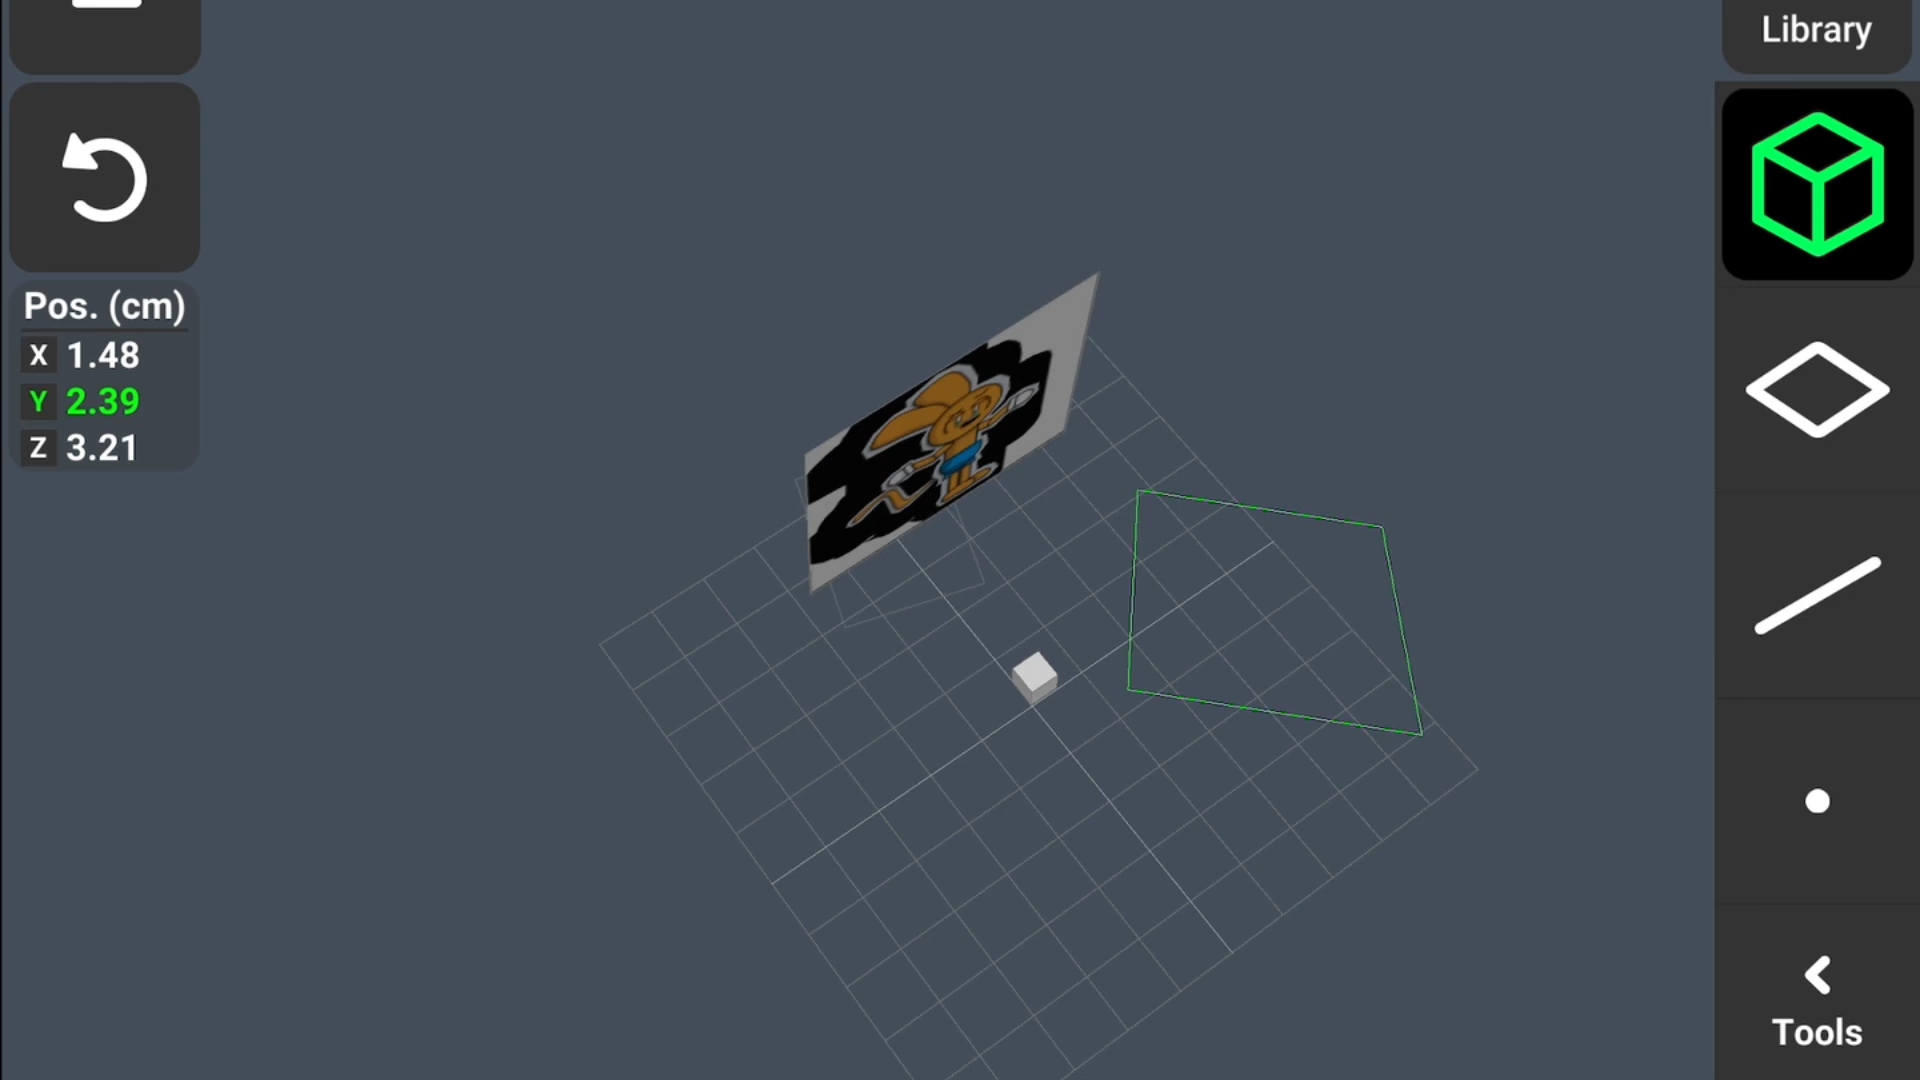 Library
Pos. (cm)
X 1.48
Y 2.39
Z 3.21
Tools